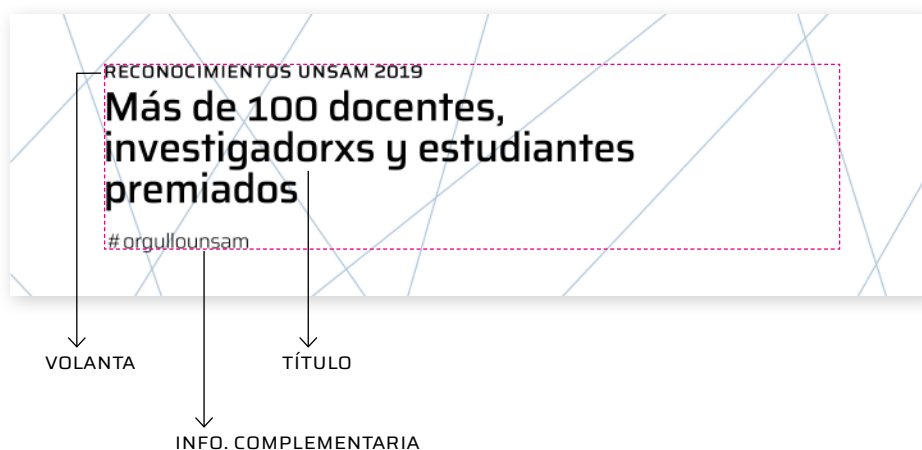 RECONOCIMIENTOS UNSAM 2019
Más de 100 docentes,
investigadorxs y estudiantes
premiados
#orgullounsam
VOLANTA
TÍTULO
INFO. COMPLEMENTARIA